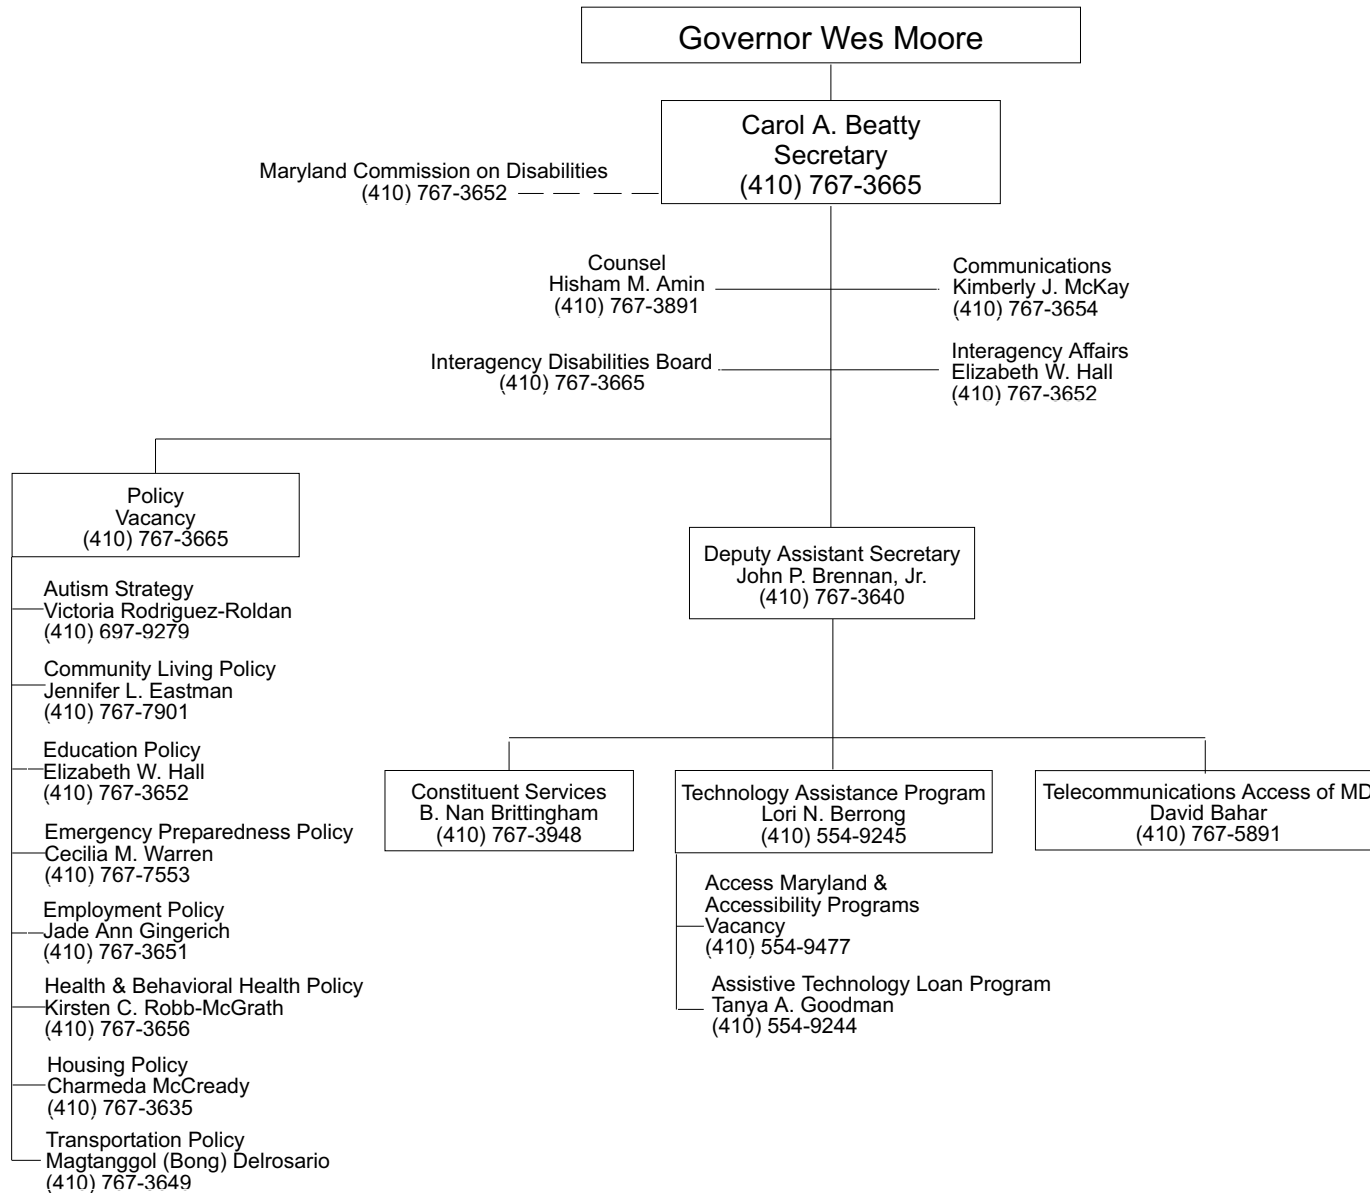 Governor Wes Moore
Carol A. Beatty
Secretary
(410) 767-3665
Maryland Commission on Disabilities
(410) 767-3652
Counsel
Hisham M. Amin
(410) 767-3891
Communications
Kimberly J. McKay
(410) 767-3654
Interagency Disabilities Board
(410) 767-3665
Interagency Affairs
Elizabeth W. Hall
(410) 767-3652
Policy
Vacancy
(410) 767-3665
Autism Strategy
Victoria Rodriguez-Roldan
(410) 697-9279
Community Living Policy
Jennifer L. Eastman
(410) 767-7901
Education Policy
Elizabeth W. Hall
(410) 767-3652
Emergency Preparedness Policy
Cecilia M. Warren
(410) 767-7553
Employment Policy
Jade Ann Gingerich
(410) 767-3651
Health & Behavioral Health Policy
Kirsten C. Robb-McGrath
(410) 767-3656
Housing Policy
Charmeda McCready
(410) 767-3635
Transportation Policy
Magtanggol (Bong) Delrosario
(410) 767-3649
Deputy Assistant Secretary
John P. Brennan, Jr.
(410) 767-3640
Constituent Services
B. Nan Brittingham
(410) 767-3948
Technology Assistance Program
Lori N. Berrong
(410) 554-9245
Access Maryland &
Accessibility Programs
Vacancy
(410) 554-9477
Assistive Technology Loan Program
Tanya A. Goodman
(410) 554-9244
Telecommunications Access of MD
David Bahar
(410) 767-5891